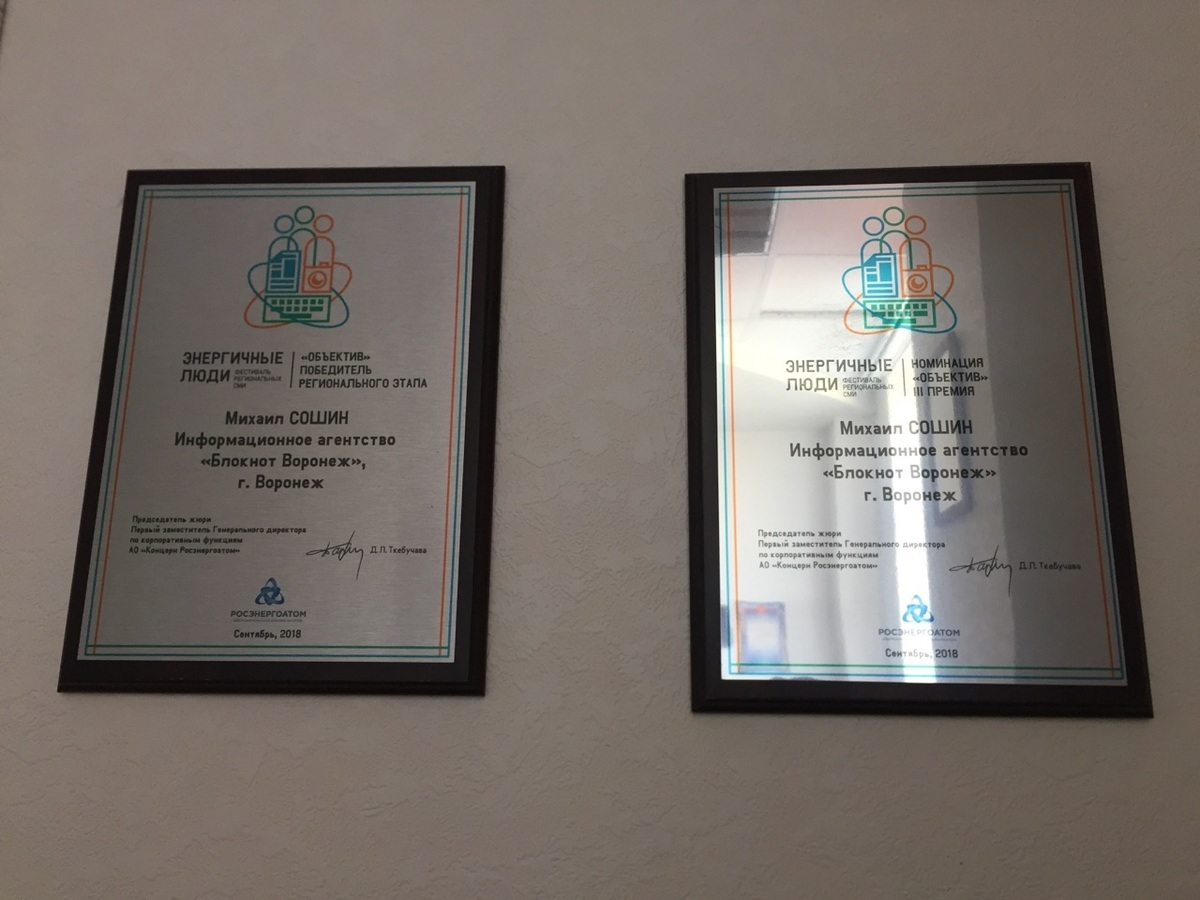 ЭНЕРГИЧНЫЕ
ЛЮДИ
ФЕСТИВАЛЬ
РЕГИОНАЛЬНЫХ
СМИ
«ОБЪЕКТИВ»
ПОБЕДИТЕЛЬ
РЕГИОНАЛЬНОГО ЭТАПА
Михаил СОШИН
Информационное агентство
«Блокнот Воронеж»,
г. Воронеж
Председатель жюри
Первый заместитель Генерального директора
по корпоративным функциям
АО «Концерн Росэнергоатом»
Д.Л.Ткебучава
РОСЭНЕРГОАТОМ
Сентябрь, 2018
ЭНЕРГИЧНЫЕ
ЛЮДИ
ФЕСТИВАЛЬ
РЕГИОНАЛЬНЫХ
СМИ
НОМИНАЦИЯ
«ОБЪЕКТИВ»
III ПРЕМИЯ
Михаил СОШИН
Информационное агентство
«Блокнот Воронеж»
г. Воронеж
Председатель жюри
Первый заместитель Генерального директора
по корпоративным функциям
АО «Концерн Росэнергоатом»
Д.Л.Ткебучава
РОСЭНЕРГОАТОМ
Сентябрь, 2018